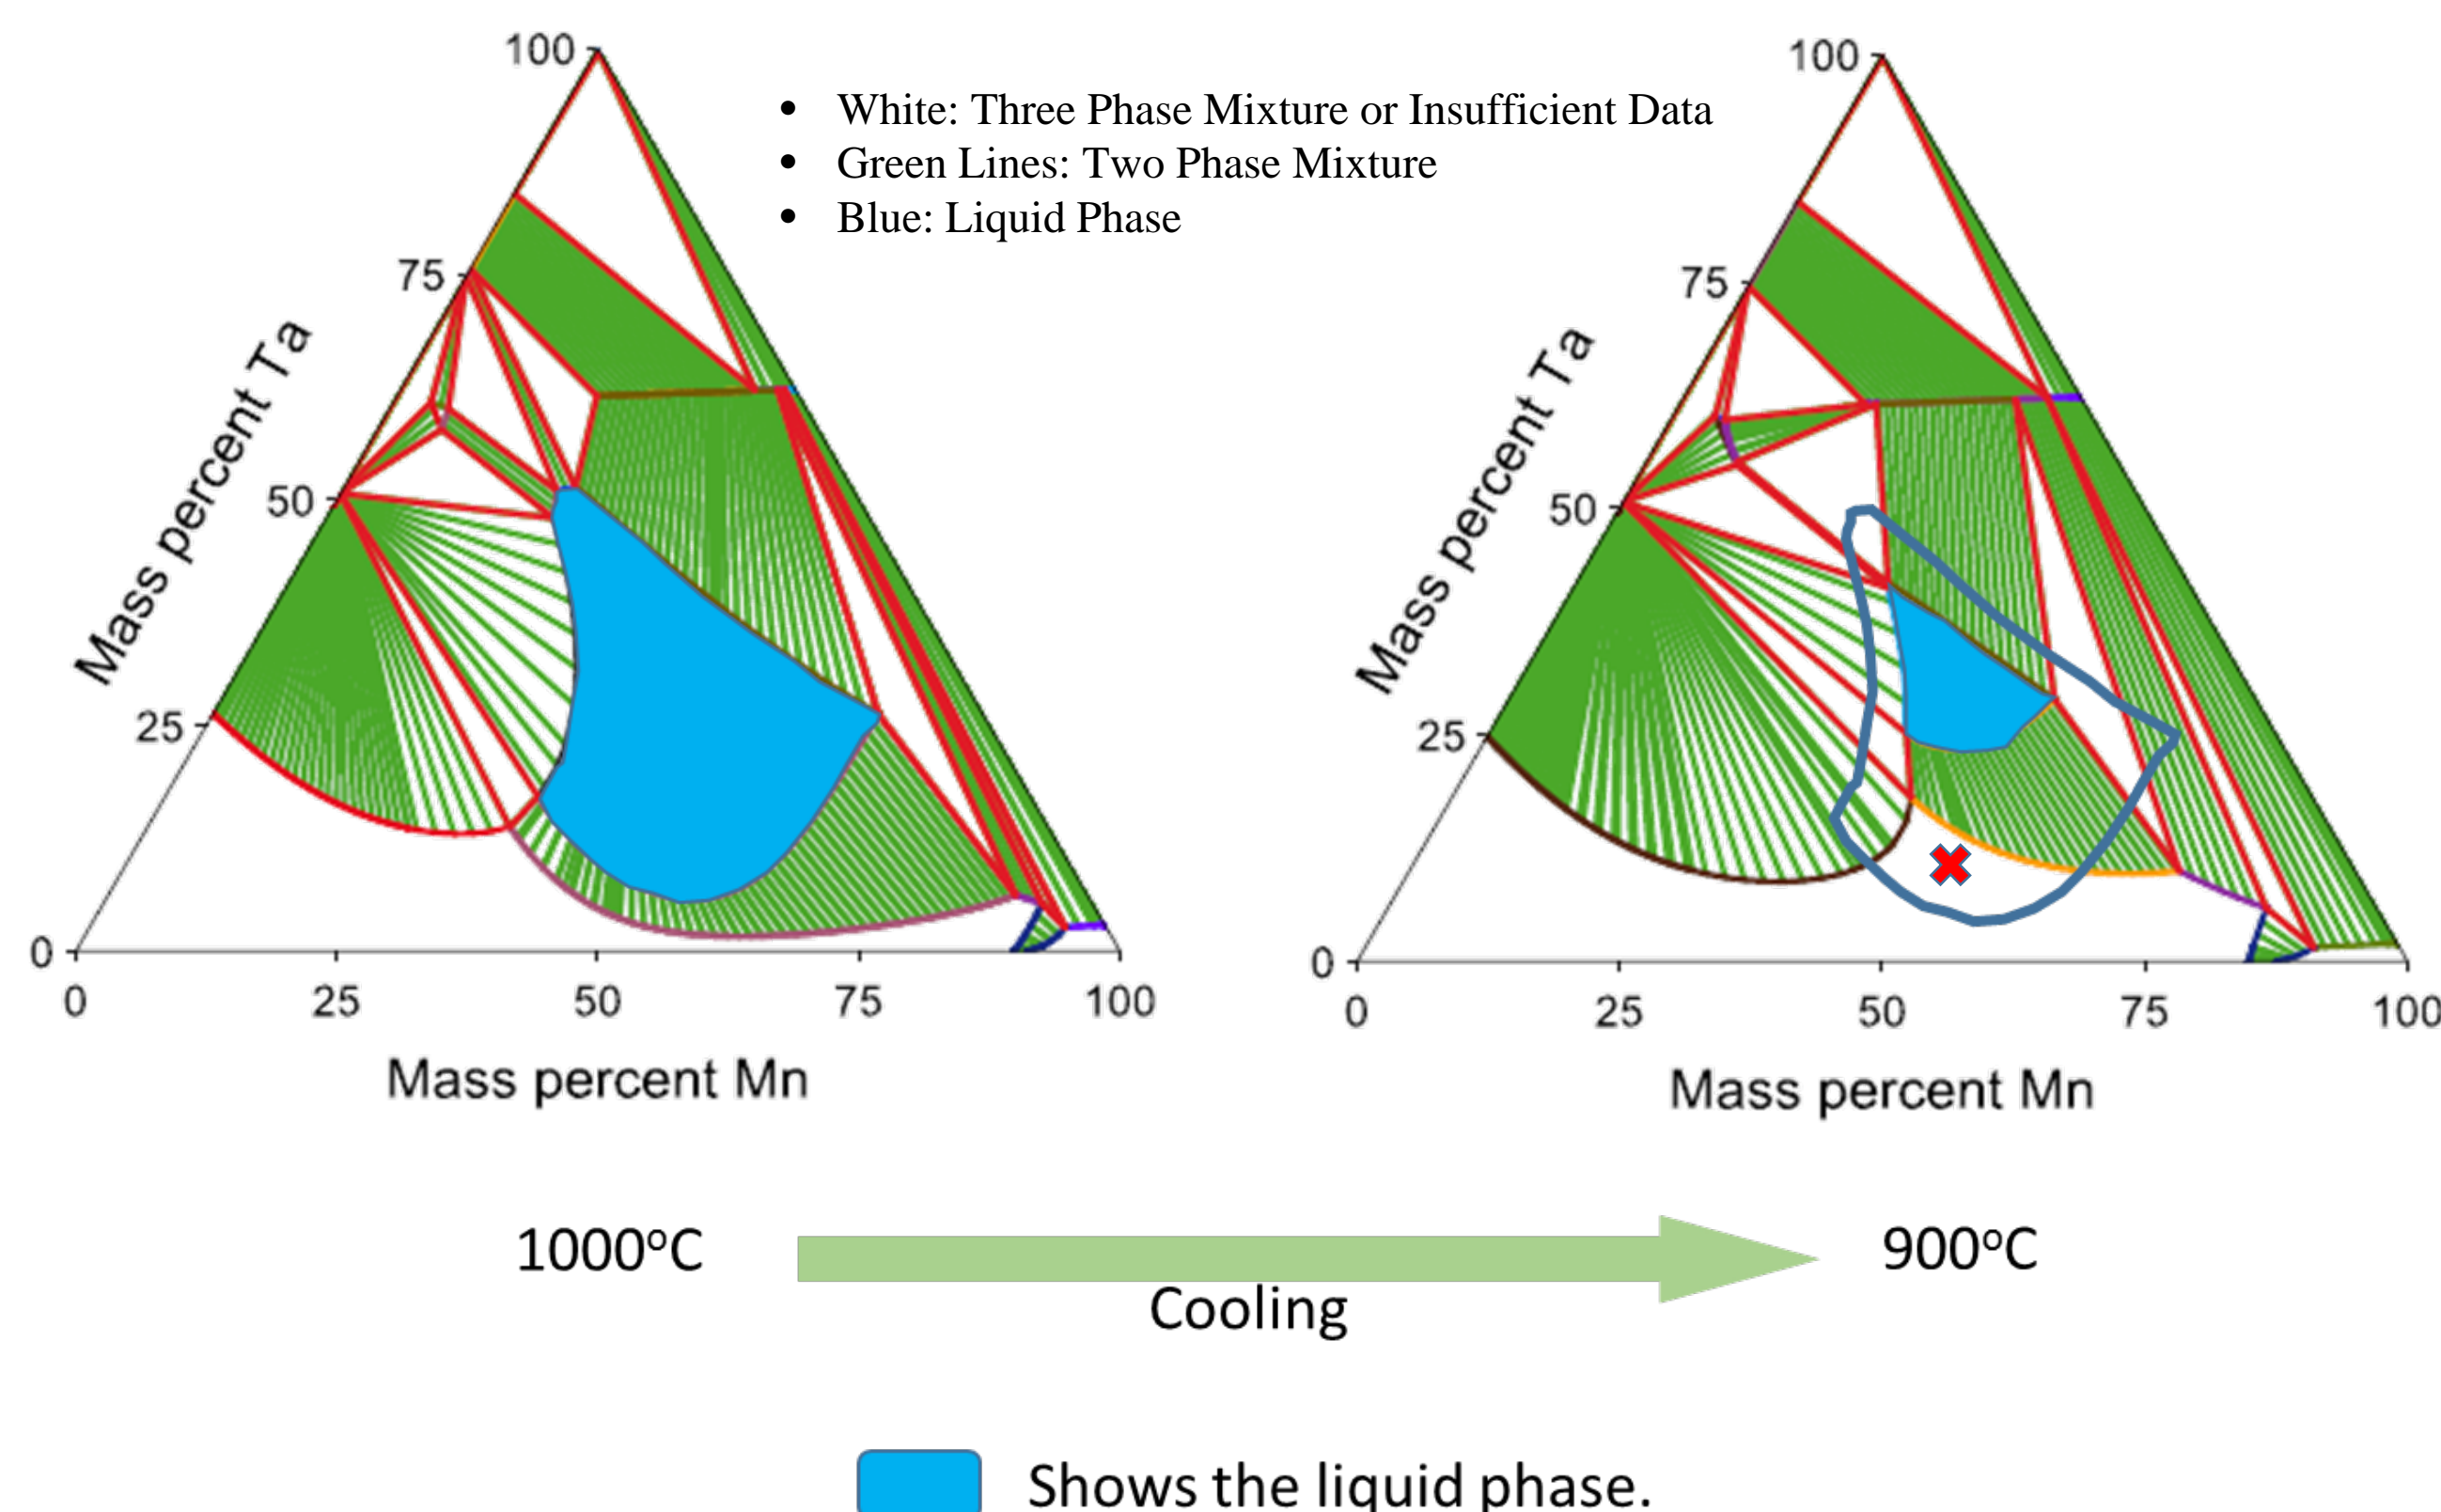 • White: Three Phase Mixture or Insufficient Data
• Green Lines: Two Phase Mixture
• Blue: Liquid Phase
100
75
50
25
0
Mass percent Ta
0 25 50 75 100
Mass percent Mn
100
75
50
25
0
Mass percent Ta
0 25 50 75 100
Mass percent Mn
1000°C
Cooling
900°C
Shows the liquid phase.